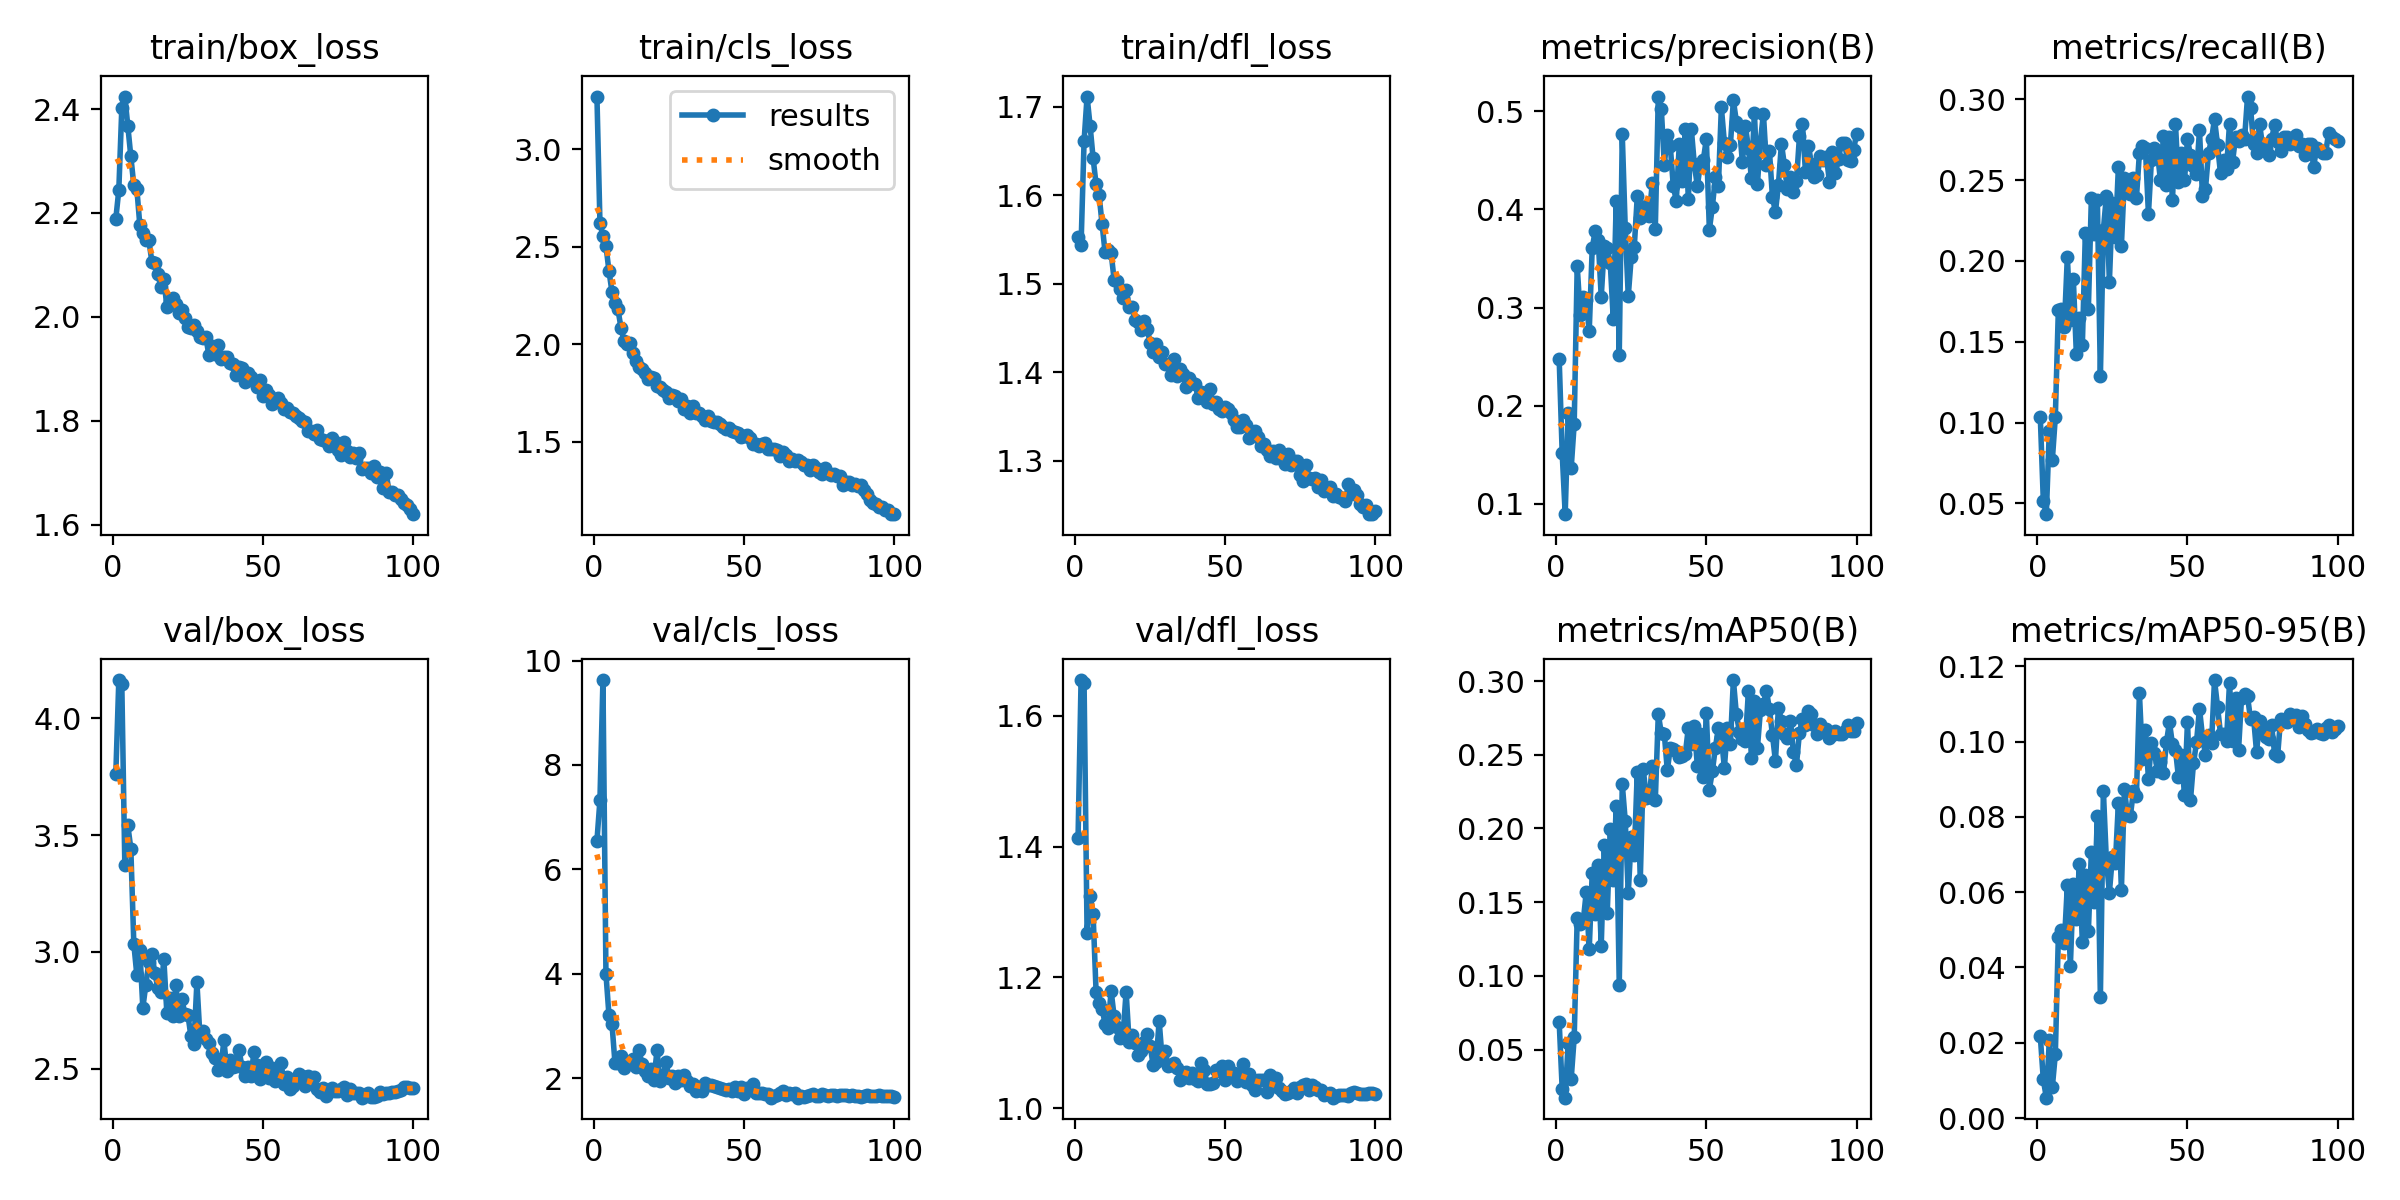 train/box_loss
2.4
2.2
2.0
1.8
1.6
0 50 100
train/cls_loss
results
smooth
3.0
2.5
2.0
1.5
0 50 100
train/dfl_loss
1.7
1.6
1.5
1.4
1.3
0 50 100
metrics/precision(B)
0.5
0.4
0.3
0.2
0.1
0 50 100
metrics/recall(B)
0.30
0.25
0.20
0.15
0.10
0.05
0 50 100
val/box_loss
4.0
3.5
3.0
2.5
0 50 100
val/cls_loss
10
8
6
4
2
0 50 100
val/dfl_loss
1.6
1.4
1.2
1.0
0 50 100
metrics/mAP50(B)
0.30
0.25
0.20
0.15
0.10
0.05
0 50 100
metrics/mAP50-95(B)
0.12
0.10
0.08
0.06
0.04
0.02
0.00
0 50 100